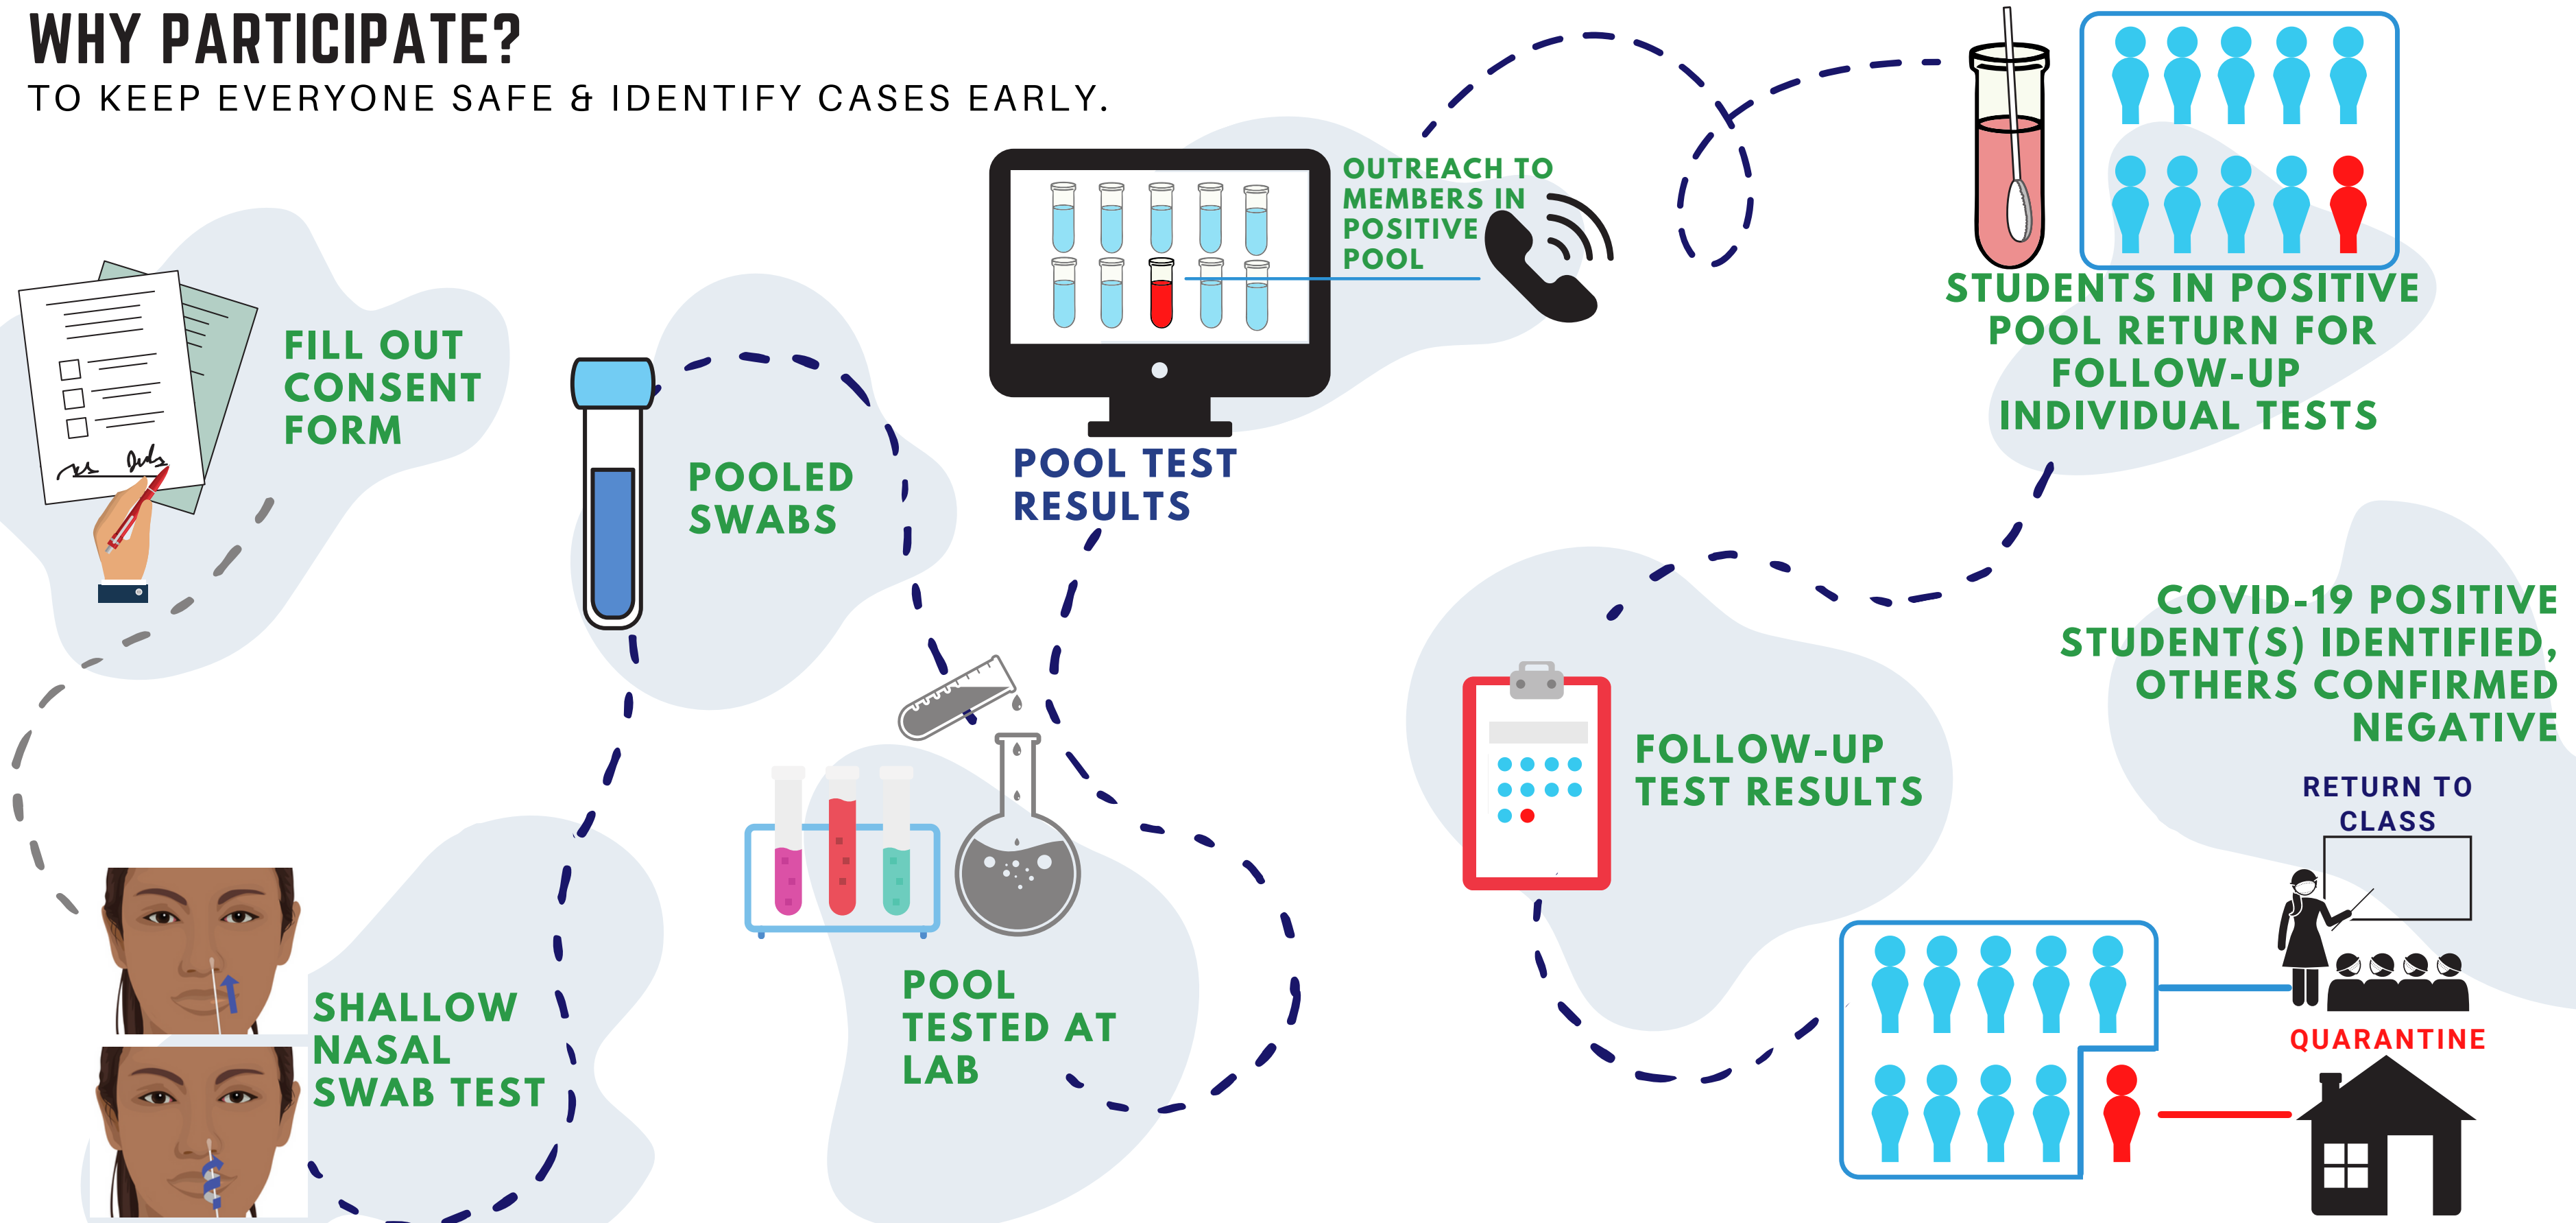 WHY PARTICIPATE?
TO KEEP EVERYONE SAFE & IDENTIFY CASES EARLY.
FILL OUT
CONSENT
FORM
SHALLOW
NASAL
SWAB TEST
POOLED
SWABS
POOL
TESTED AT
LAB
POOL TEST
RESULTS
OUTREACH TO
MEMBERS IN
POSITIVE
POOL
STUDENTS IN POSITIVE
POOL RETURN FOR
FOLLOW-UP
INDIVIDUAL TESTS
FOLLOW-UP
TEST RESULTS
COVID-19 POSITIVE
STUDENT(S) IDENTIFIED,
OTHERS CONFIRMED
NEGATIVE
RETURN TO
CLASS
QUARANTINE